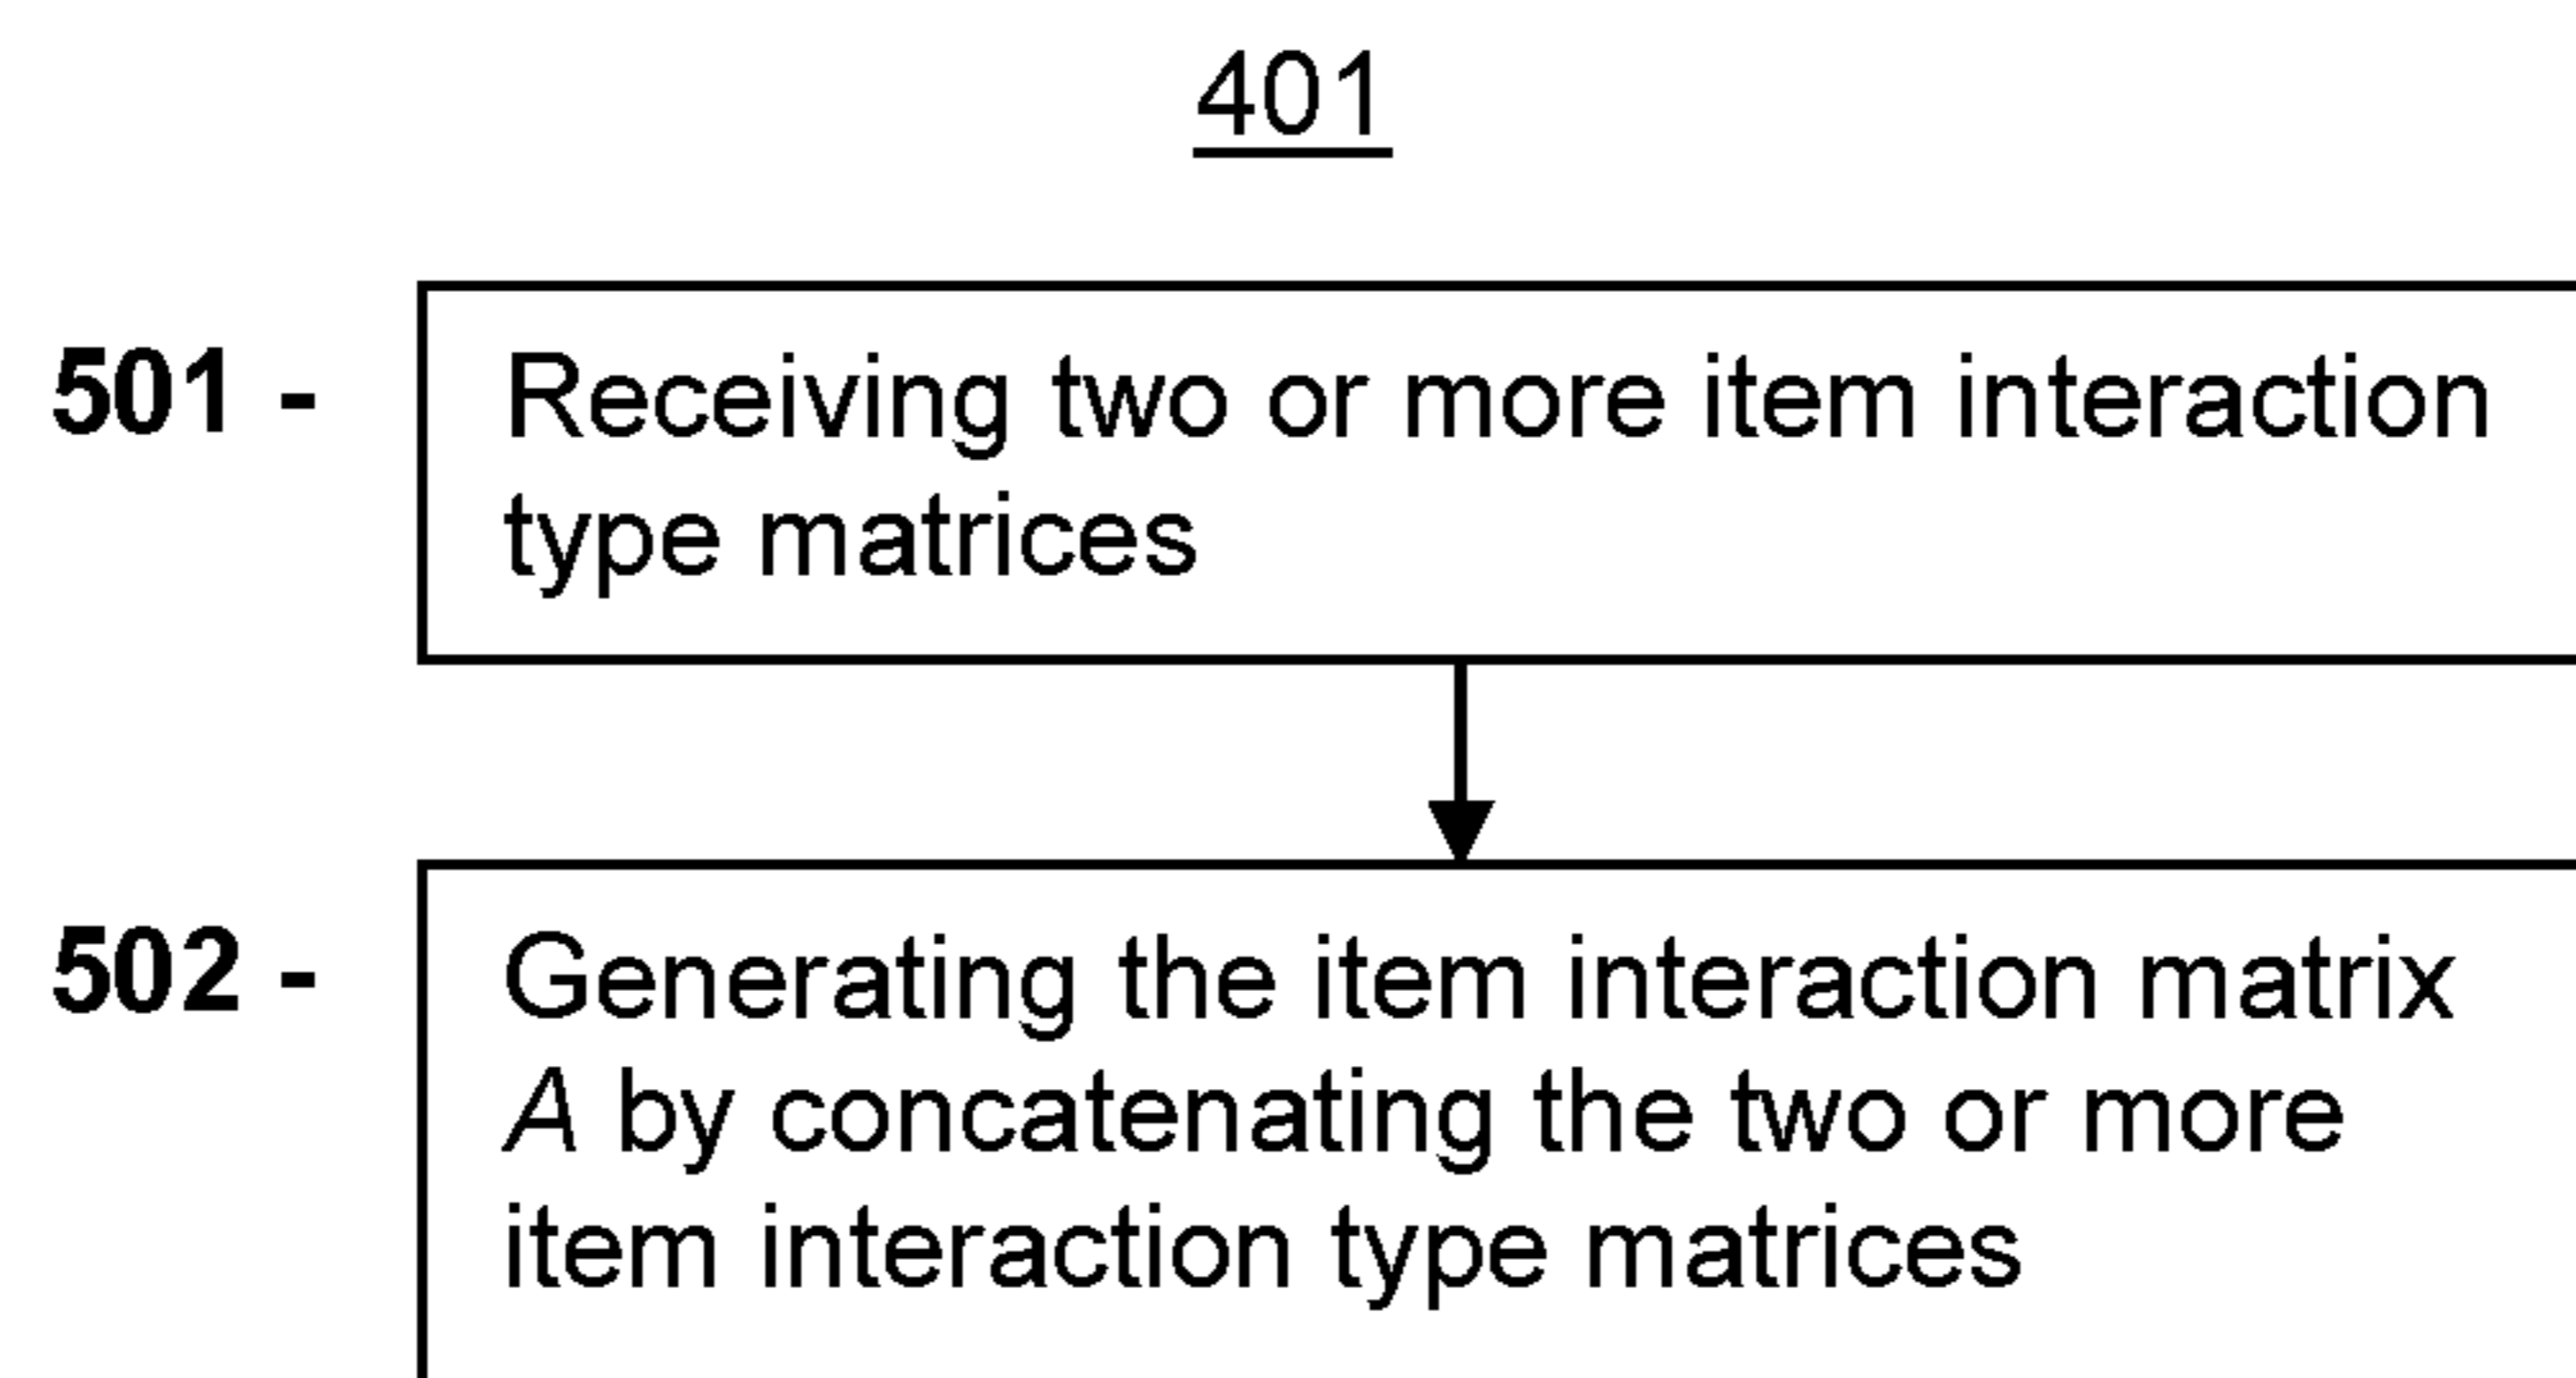 401
501 - Receiving two or more item interaction
type matrices
502 - Generating the item interaction matrix
A by concatenating the two or more
item interaction type matrices